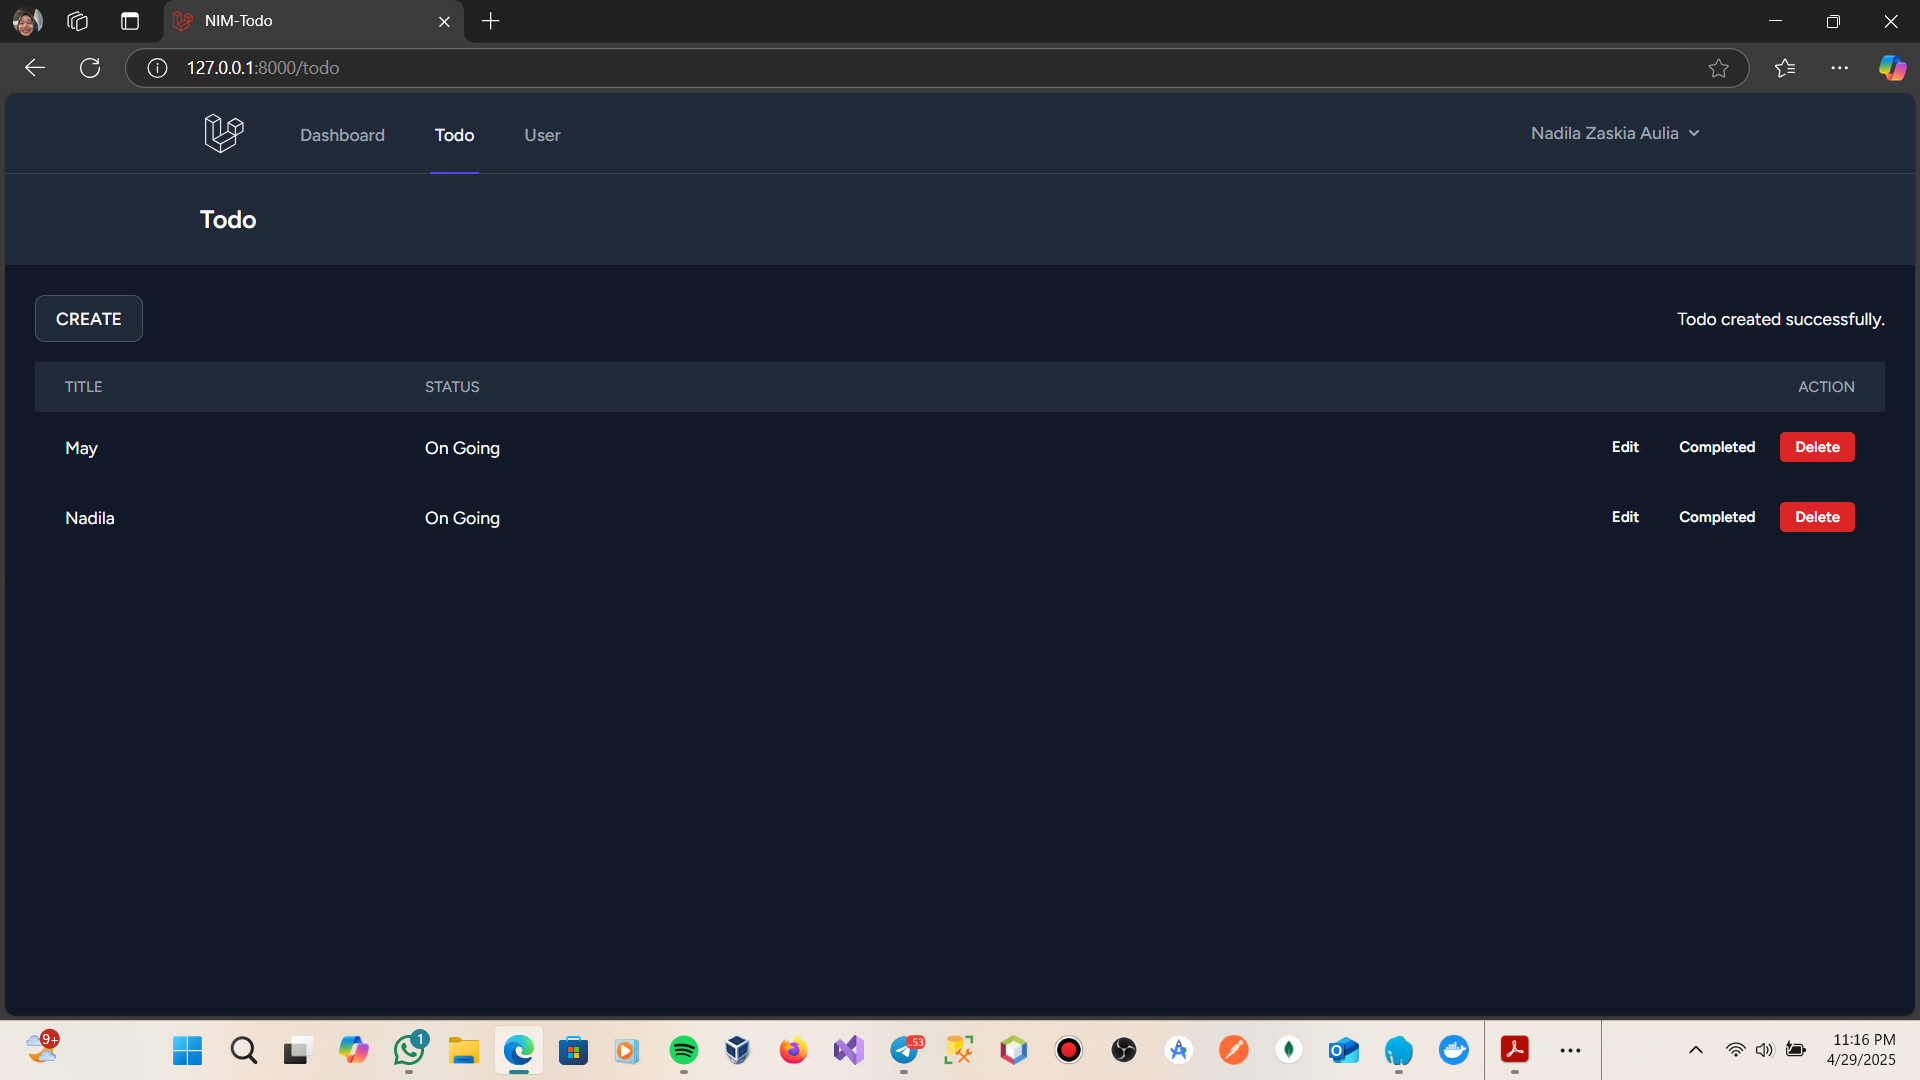 NIM-Todo
127.0.0.1:8000/todo
Dashboard
Todo
User
Nadila Zaskia Aulia
Todo
CREATE
Todo created successfully.
TITLE
STATUS
ACTION
May
On Going
Edit
Completed
Delete
Nadila
On Going
Edit
Completed
Delete
9+
1
.53
11:16 PM
4/29/2025